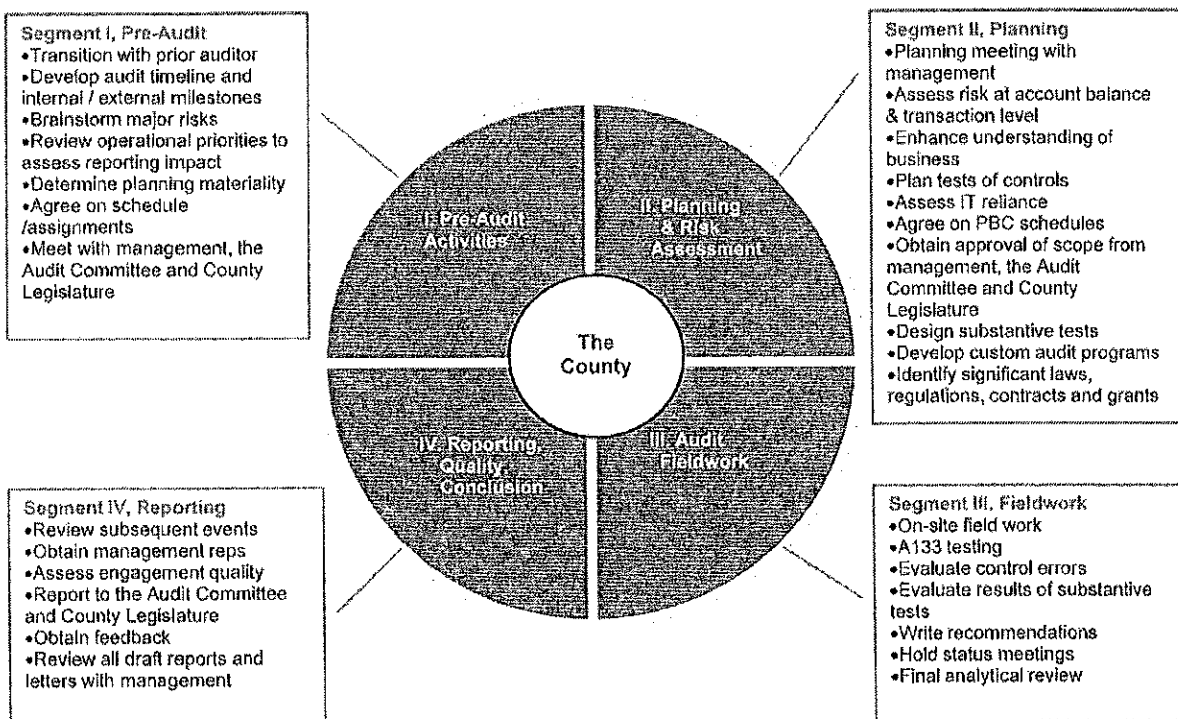 Segment I, Pre-Audit
•Transition with prior auditor
•Develop audit timeline and
internal / external milestones
•Brainstorm major risks
•Review operational priorities to
assess reporting impact
•Determine planning materiality
•Agree on schedule
/assignments
•Meet with management, the
Audit Committee and County
Legislature
Segment II, Planning
•Planning meeting with
management
•Assess risk at account balance
& transaction level
•Enhance understanding of
business
•Plan tests of controls
•Assess IT reliance
•Agree on PBC schedules
•Obtain approval of scope from
management, the Audit
Committee and County
Legislature
•Design substantive tests
•Develop custom audit programs
•Identify significant laws,
regulations, contracts and grants
I. Pre-Audit
Activities
II. Planning
& Risk
Assessment
The
County
IV. Reporting,
Quality,
Conclusion
III. Audit
Fieldwork
Segment IV, Reporting
•Review subsequent events
•Obtain management reps
•Assess engagement quality
•Report to the Audit Committee
and County Legislature
•Obtain feedback
•Review all draft reports and
letters with management
Segment III, Fieldwork
•On-site field work
•A133 testing
•Evaluate control errors
•Evaluate results of substantive
tests
•Write recommendations
•Hold status meetings
•Final analytical review